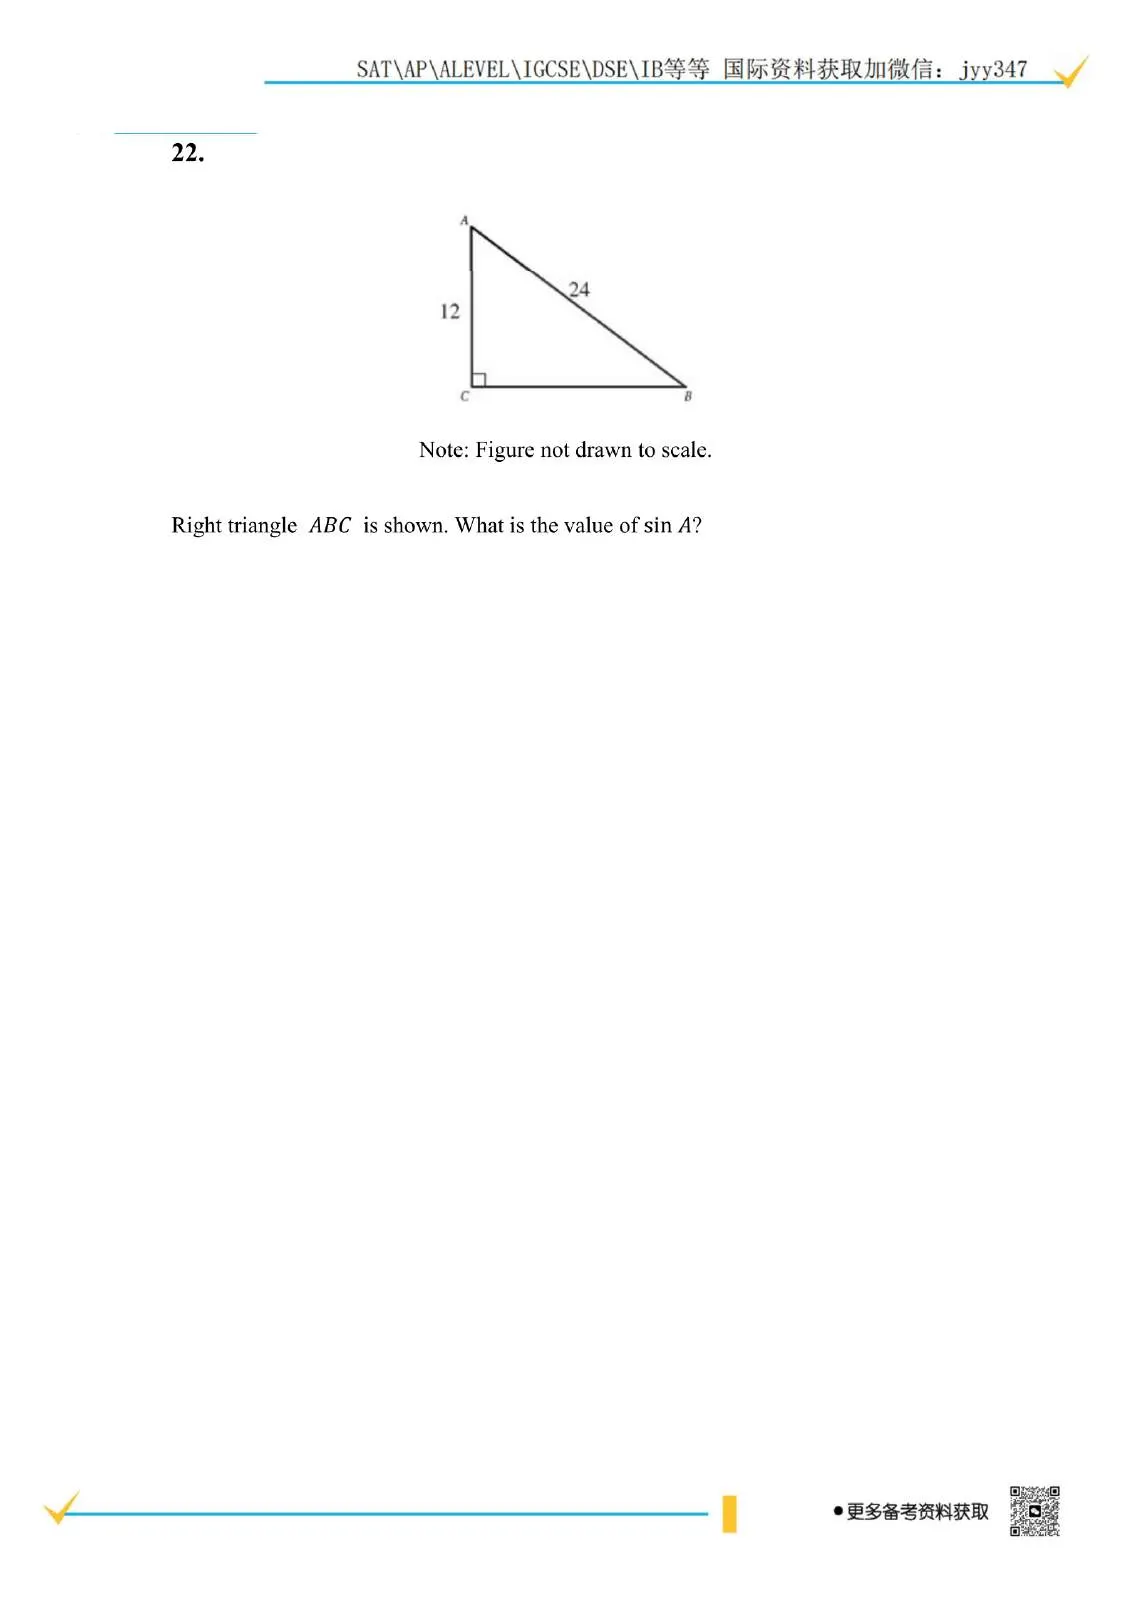 SAT\AP\ALEVEL\IGCSE\DSE\IB等等 国际资料获取加微信：jyy347
22.
A
24
12
C
B
Note: Figure not drawn to scale.
Right triangle ABC is shown. What is the value of sin A?
●更多备考资料获取